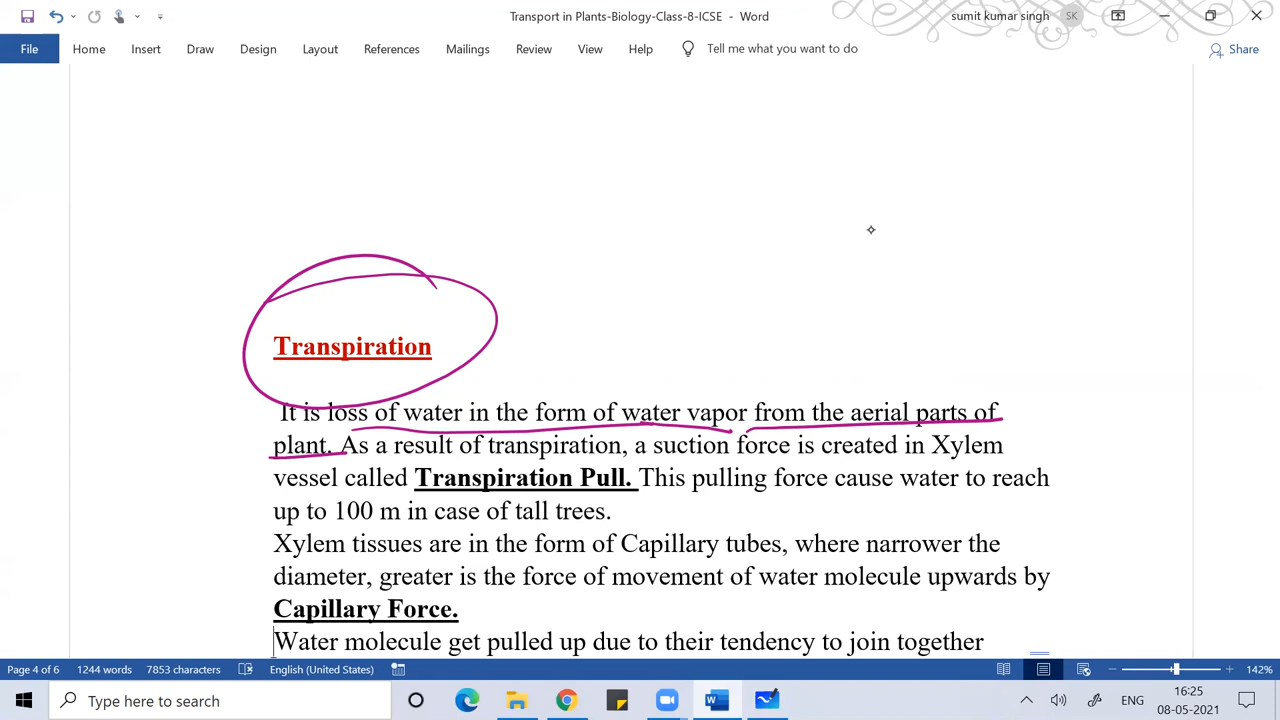 Transport in Plants-Biology-Class-8-ICSE - Word
sumit kumar singh SK
File Home Insert Draw Design Layout References Mailings Review View Help Tell me what you want to do Share
Transpiration
It is loss of water in the form of water vapor from the aerial parts of
plant. As a result of transpiration, a suction force is created in Xylem
vessel called Transpiration Pull. This pulling force cause water to reach
up to 100 m in case of tall trees.
Xylem tissues are in the form of Capillary tubes, where narrower the
diameter, greater is the force of movement of water molecule upwards by
Capillary Force.
Water molecule get pulled up due to their tendency to join together
Page 4 of 6 1244 words 7853 characters English (United States) 142%
Type here to search ENG 16:25
08-05-2021